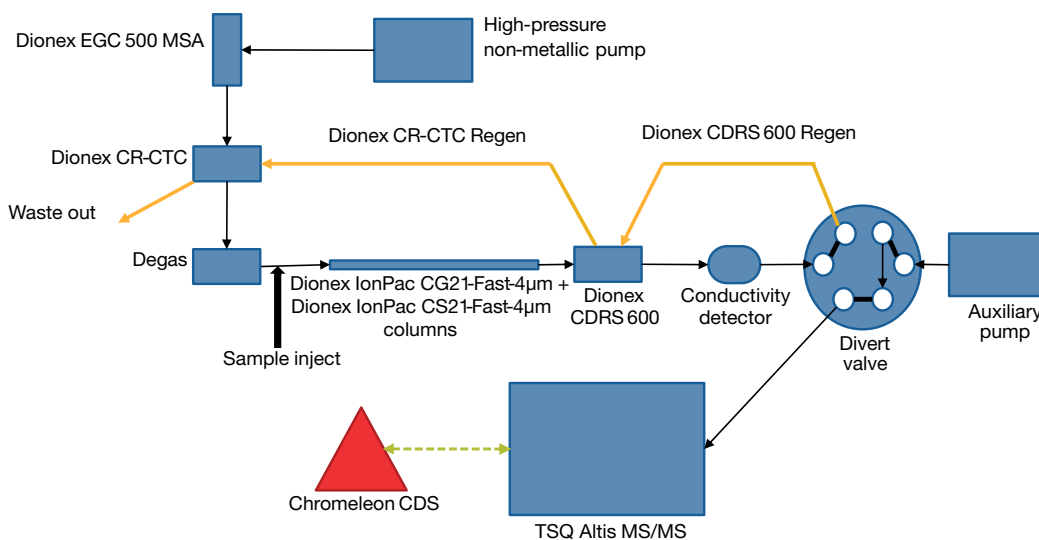 Dionex EGC 500 MSA
High-pressure
non-metallic pump
Dionex CR-CTC Regen
Dionex CDRS 600 Regen
Dionex CR-CTC
Waste out
Degas
Dionex IonPac CG21-Fast-4µm +
Dionex IonPac CS21-Fast-4µm
columns
Sample inject
Dionex
CDRS 600
Conductivity
detector
Divert
valve
Auxiliary
pump
Chromeleon CDS
TSQ Altis MS/MS